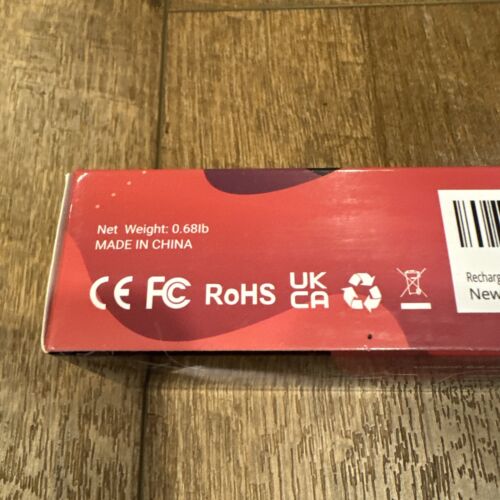 Net Weight: 0.68lb
MADE IN CHINA
CE FC RoHS UK
CA
Recharg
New